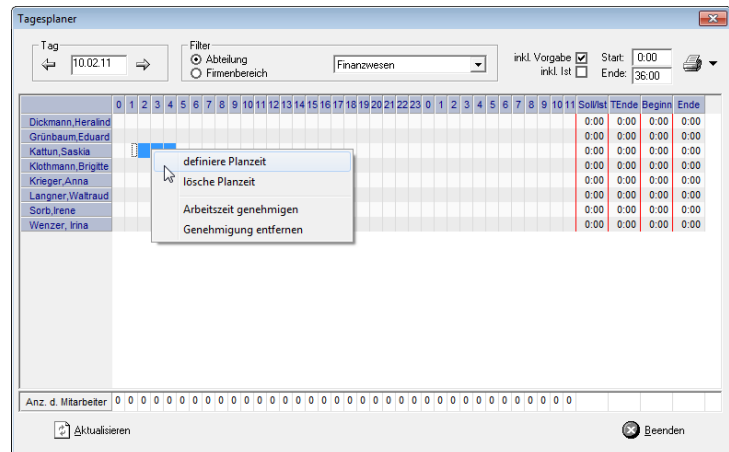 Tagesplaner
Tag
10.02.11
Filter
Abteilung
Firmenbereich
Finanzwesen
inkl. Vorgabe
inkl. Ist
Start: 0:00
Ende: 36:00
0 1 2 3 4 5 6 7 8 9 10 11 12 13 14 15 16 17 18 19 20 21 22 23 0 1 2 3 4 5 6 7 8 9 10 11 Soll/Ist TEnde Beginn Ende
Dickmann,Heralind 0:00 0:00 0:00 0:00
Grünbaum,Eduard 0:00 0:00 0:00 0:00
Kattun,Saskia 0:00 0:00 0:00 0:00
Klothmann,Brigitte 0:00 0:00 0:00 0:00
Krieger,Anna 0:00 0:00 0:00 0:00
Langner,Waltraud 0:00 0:00 0:00 0:00
Sorb,Irene 0:00 0:00 0:00 0:00
Wenzer, Irina 0:00 0:00 0:00 0:00
definiere Planzeit
lösche Planzeit
Arbeitszeit genehmigen
Genehmigung entfernen
Anz. d. Mitarbeiter 0 0 0 0 0 0 0 0 0 0 0 0 0 0 0 0 0 0 0 0 0 0 0 0 0 0 0 0 0 0 0 0 0 0 0 0
Aktualisieren
Beenden